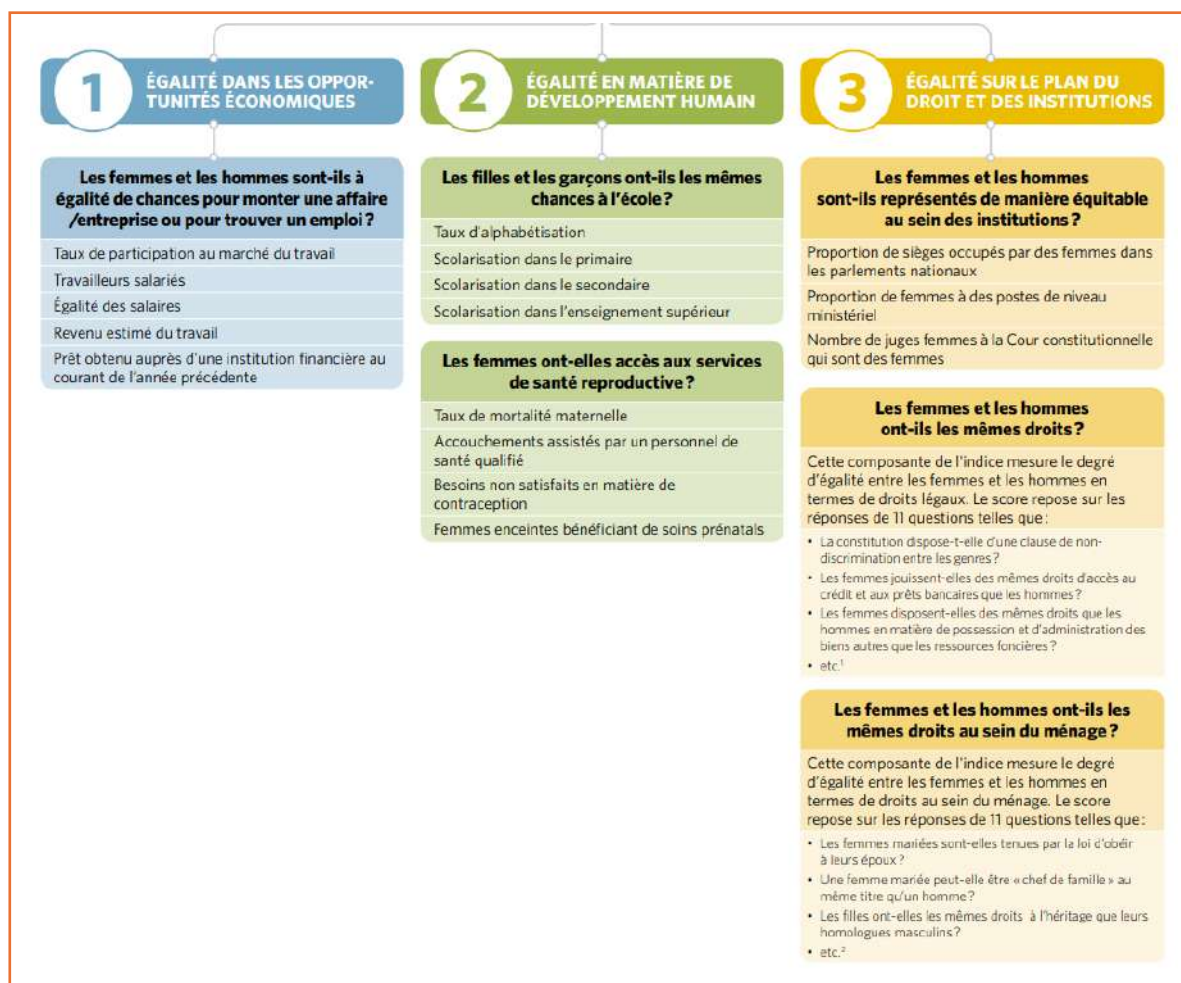 1
ÉGALITÉ DANS LES OPPOR-
TUNITÉS ÉCONOMIQUES
Les femmes et les hommes sont-ils à
égalité de chances pour monter une affaire
/entreprise ou pour trouver un emploi ?
Taux de participation au marché du travail
Travailleurs salariés
Égalité des salaires
Revenu estimé du travail
Prêt obtenu auprès d'une institution financière au
courant de l'année précédente
2
ÉGALITÉ EN MATIÈRE DE
DÉVELOPPEMENT HUMAIN
Les filles et les garçons ont-ils les mêmes
chances à l'école ?
Taux d'alphabétisation
Scolarisation dans le primaire
Scolarisation dans le secondaire
Scolarisation dans l'enseignement supérieur
Les femmes ont-elles accès aux services
de santé reproductive ?
Taux de mortalité maternelle
Accouchements assistés par un personnel de
santé qualifié
Besoins non satisfaits en matière de
contraception
Femmes enceintes bénéficiant de soins prénatals
3
ÉGALITÉ SUR LE PLAN DU
DROIT ET DES INSTITUTIONS
Les femmes et les hommes
sont-ils représentés de manière équitable
au sein des institutions ?
Proportion de sièges occupés par des femmes dans
les parlements nationaux
Proportion de femmes à des postes de niveau
ministériel
Nombre de juges femmes à la Cour constitutionnelle
qui sont des femmes
Les femmes et les hommes
ont-ils les mêmes droits ?
Cette composante de l'indice mesure le degré
d'égalité entre les femmes et les hommes en
termes de droits légaux. Le score repose sur les
réponses de 11 questions telles que :
• La constitution dispose-t-elle d'une clause de non-
discrimination entre les genres ?
• Les femmes jouissent-elles des mêmes droits d'accès au
crédit et aux prêts bancaires que les hommes ?
• Les femmes disposent-elles des mêmes droits que les
hommes en matière de possession et d'administration des
biens autres que les ressources foncières ?
• etc.¹
Les femmes et les hommes ont-ils les
mêmes droits au sein du ménage ?
Cette composante de l'indice mesure le degré
d'égalité entre les femmes et les hommes en
termes de droits au sein du ménage. Le score
repose sur les réponses de 11 questions telles que :
• Les femmes mariées sont-elles tenues par la loi d'obéir
à leurs époux ?
• Une femme mariée peut-elle être « chef de famille » au
même titre qu'un homme ?
• Les filles ont-elles les mêmes droits à l'héritage que leurs
homologues masculins ?
• etc.²